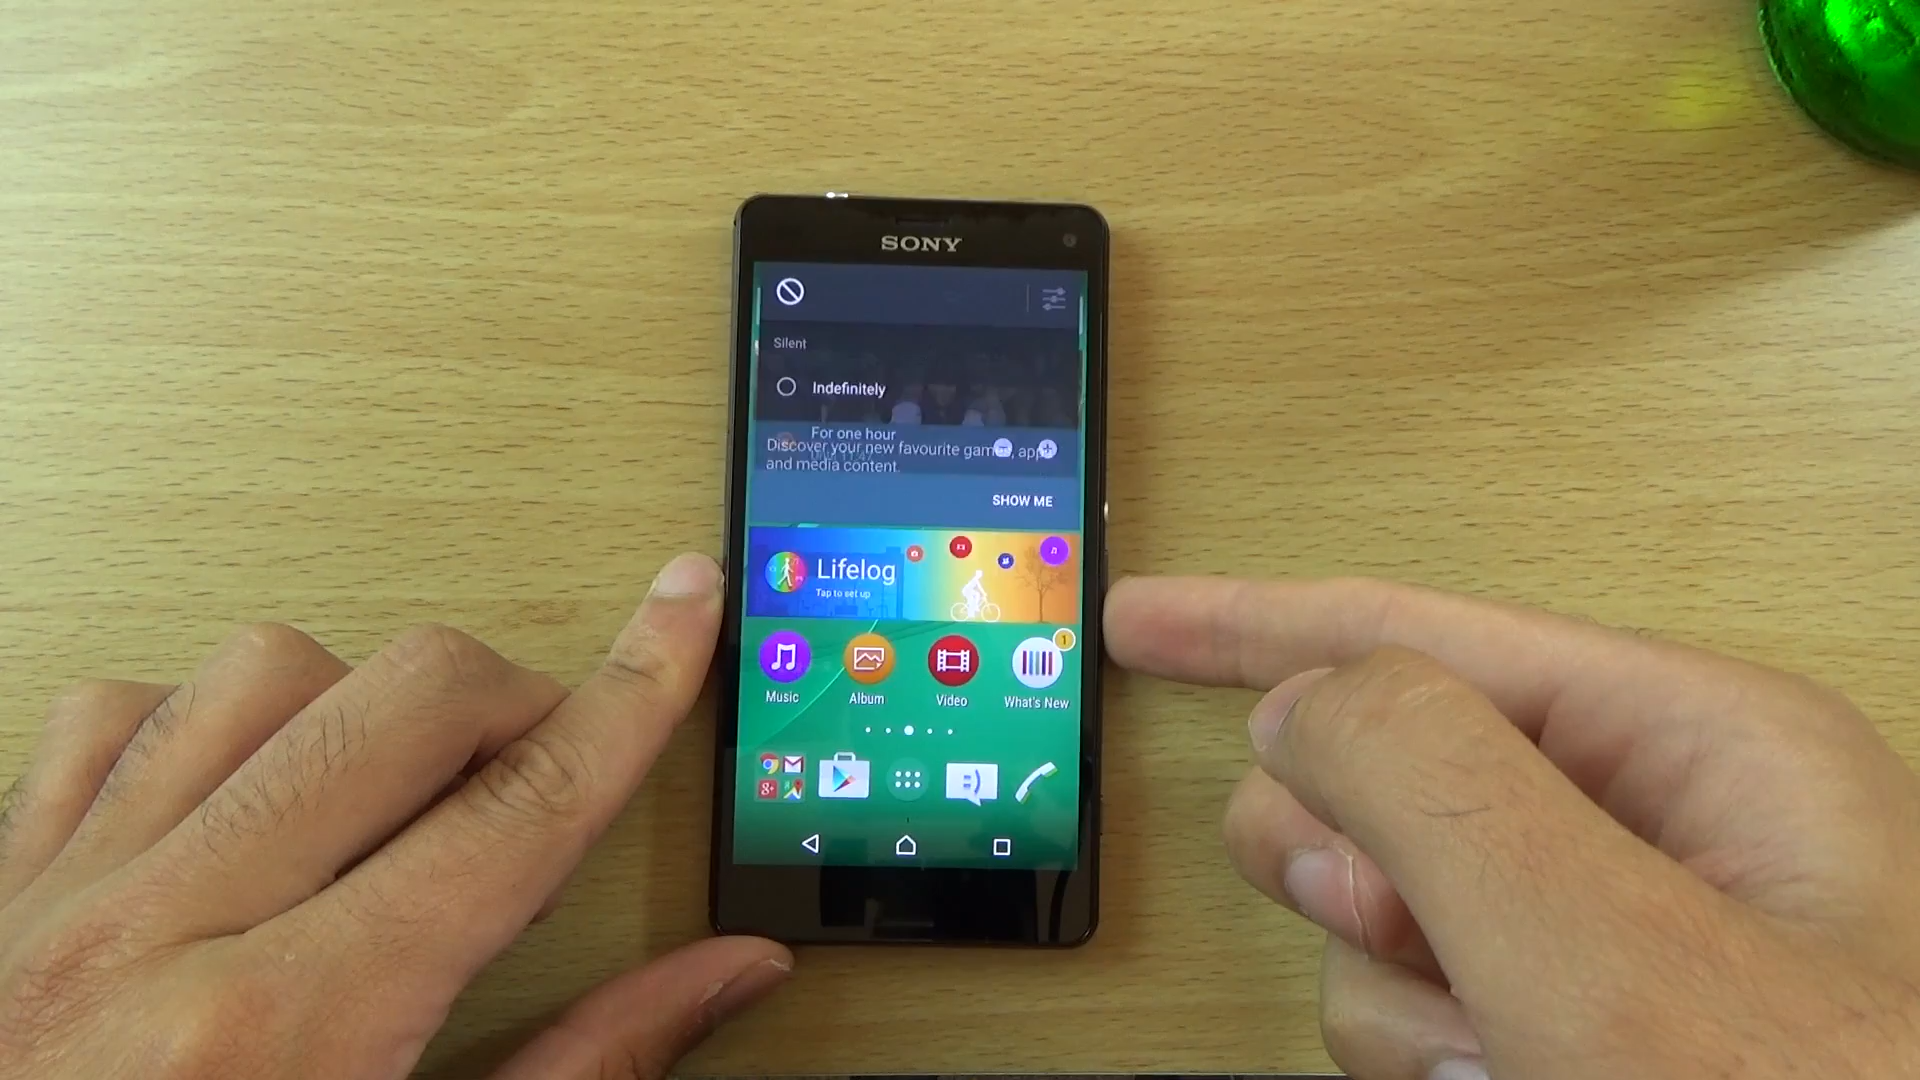 SONY
Silent
Indefinitely
For one hour
Discover your new favourite games, apps
and media content.
SHOW ME
Lifelog
Tap to set up
1
Music
Album
Video
What's New